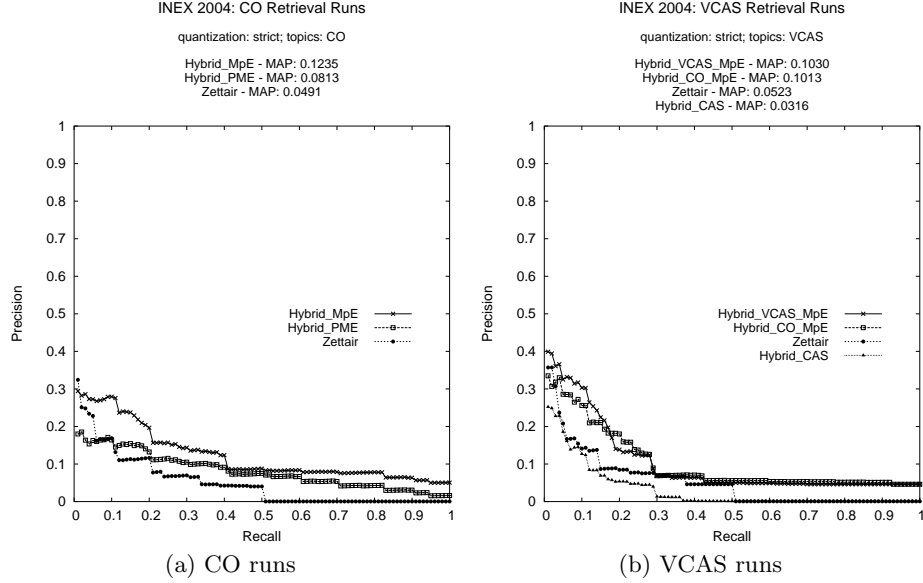 INEX 2004: CO Retrieval Runs
quantization: strict; topics: CO
Hybrid_MpE - MAP: 0.1235
Hybrid_PME - MAP: 0.0813
Zettair - MAP: 0.0491
1
0.9
0.8
0.7
0.6
0.5
0.4
0.3
0.2
0.1
0
Precision
Hybrid_MpE
Hybrid_PME
Zettair
0 0.1 0.2 0.3 0.4 0.5 0.6 0.7 0.8 0.9 1
Recall
(a) CO runs
INEX 2004: VCAS Retrieval Runs
quantization: strict; topics: VCAS
Hybrid_VCAS_MpE - MAP: 0.1030
Hybrid_CO_MpE - MAP: 0.1013
Zettair - MAP: 0.0523
Hybrid_CAS - MAP: 0.0316
1
0.9
0.8
0.7
0.6
0.5
0.4
0.3
0.2
0.1
0
Precision
Hybrid_VCAS_MpE
Hybrid_CO_MpE
Zettair
Hybrid_CAS
0 0.1 0.2 0.3 0.4 0.5 0.6 0.7 0.8 0.9 1
Recall
(b) VCAS runs